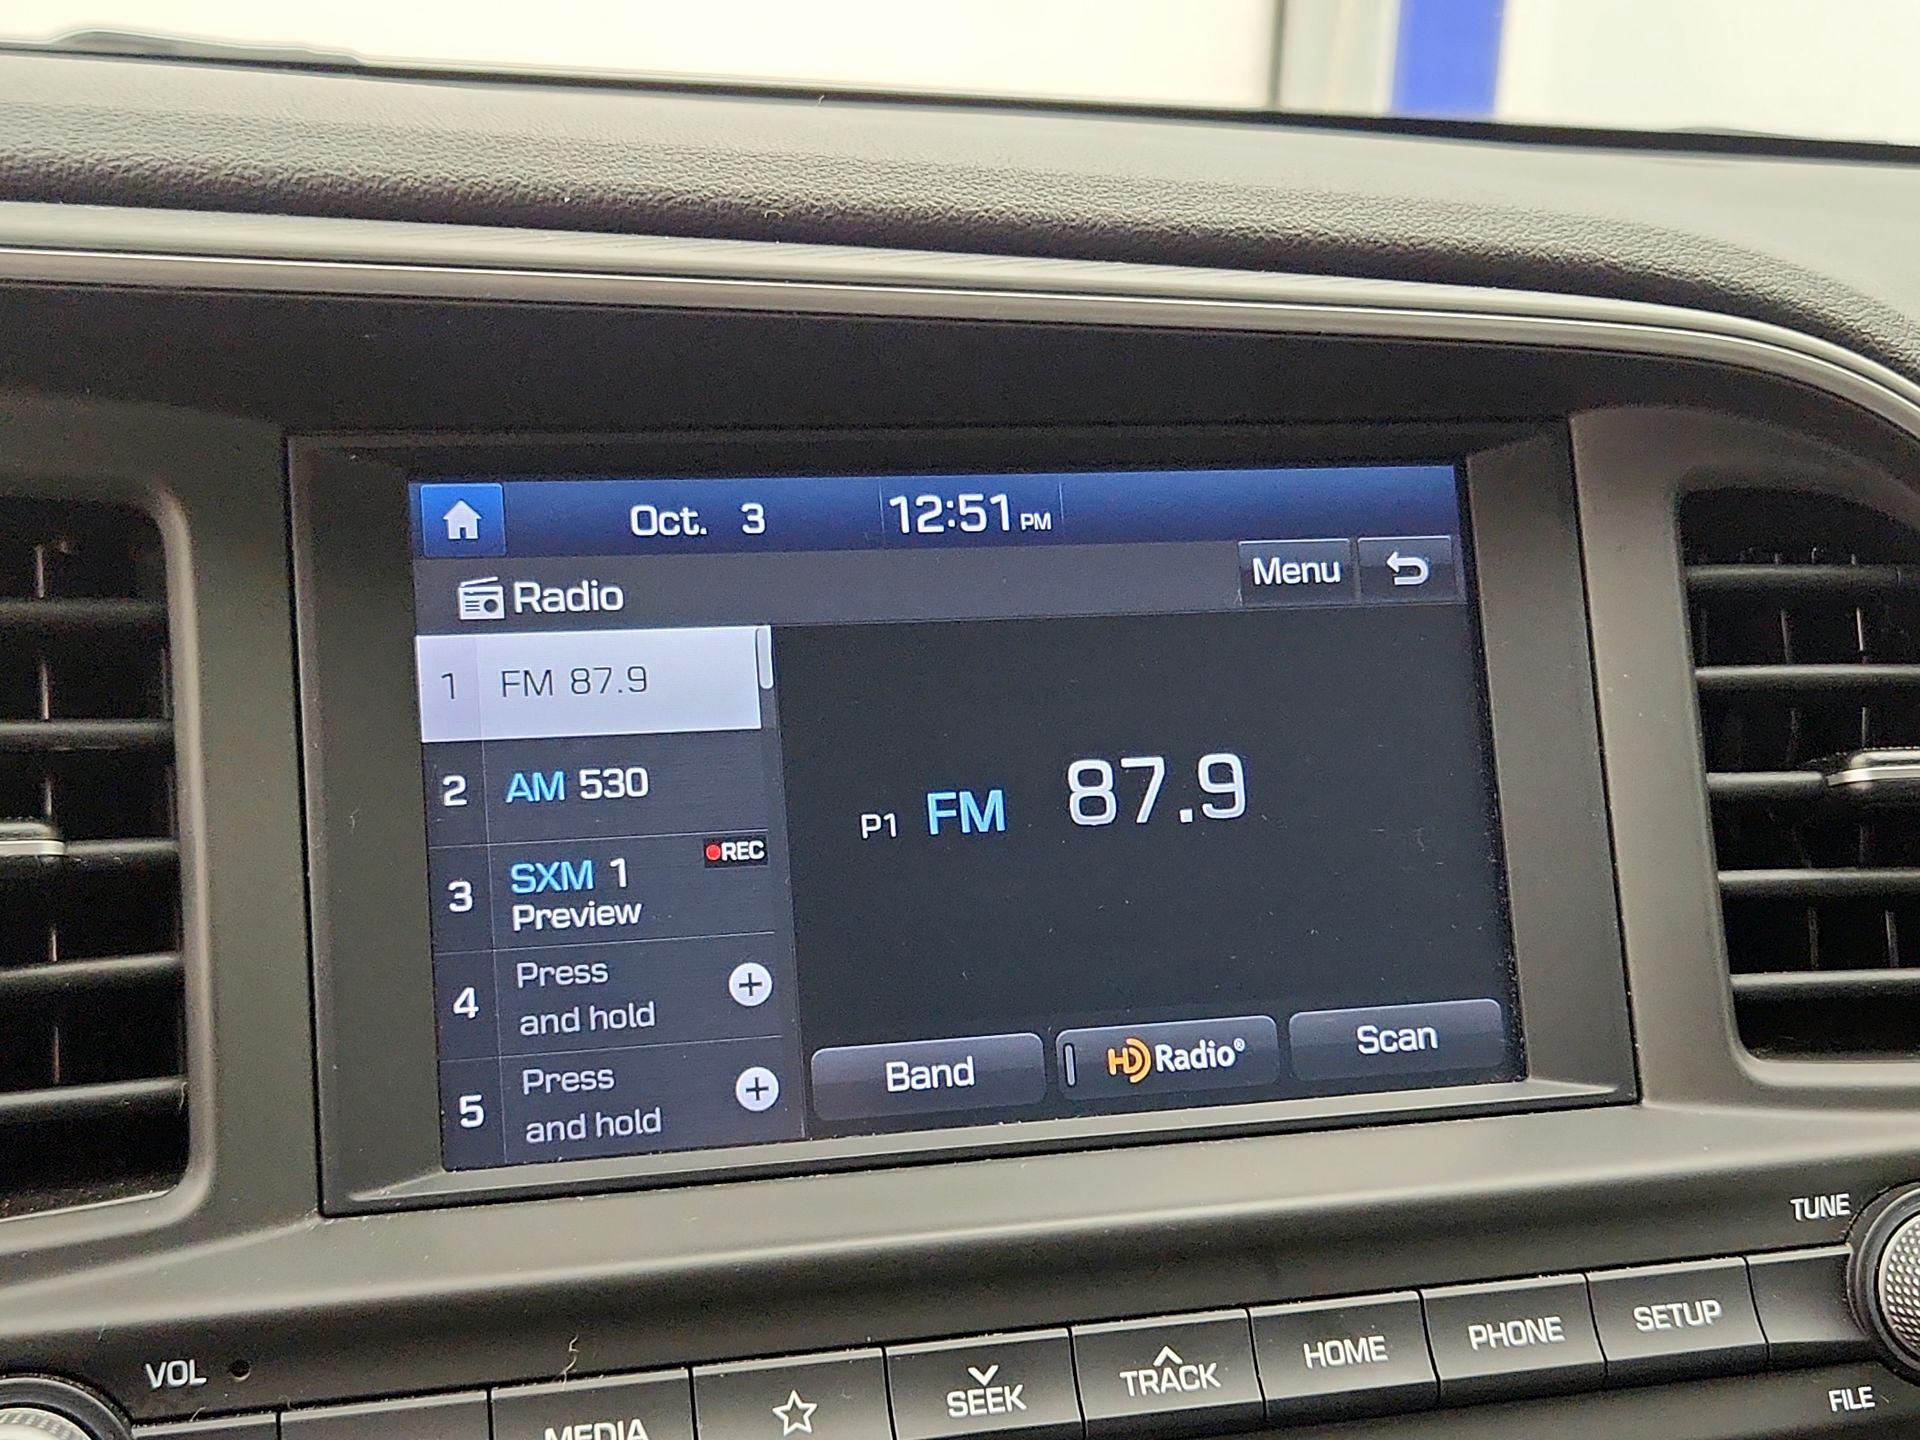 Oct. 3 12:51 PM
Radio Menu
1 FM 87.9
2 AM 530
3 SXM 1 REC
Preview
4 Press
and hold
5 Press
and hold
P1 FM 87.9
Band HD Radio® Scan
TUNE
VOL MEDIA SEEK TRACK HOME PHONE SETUP
FILE